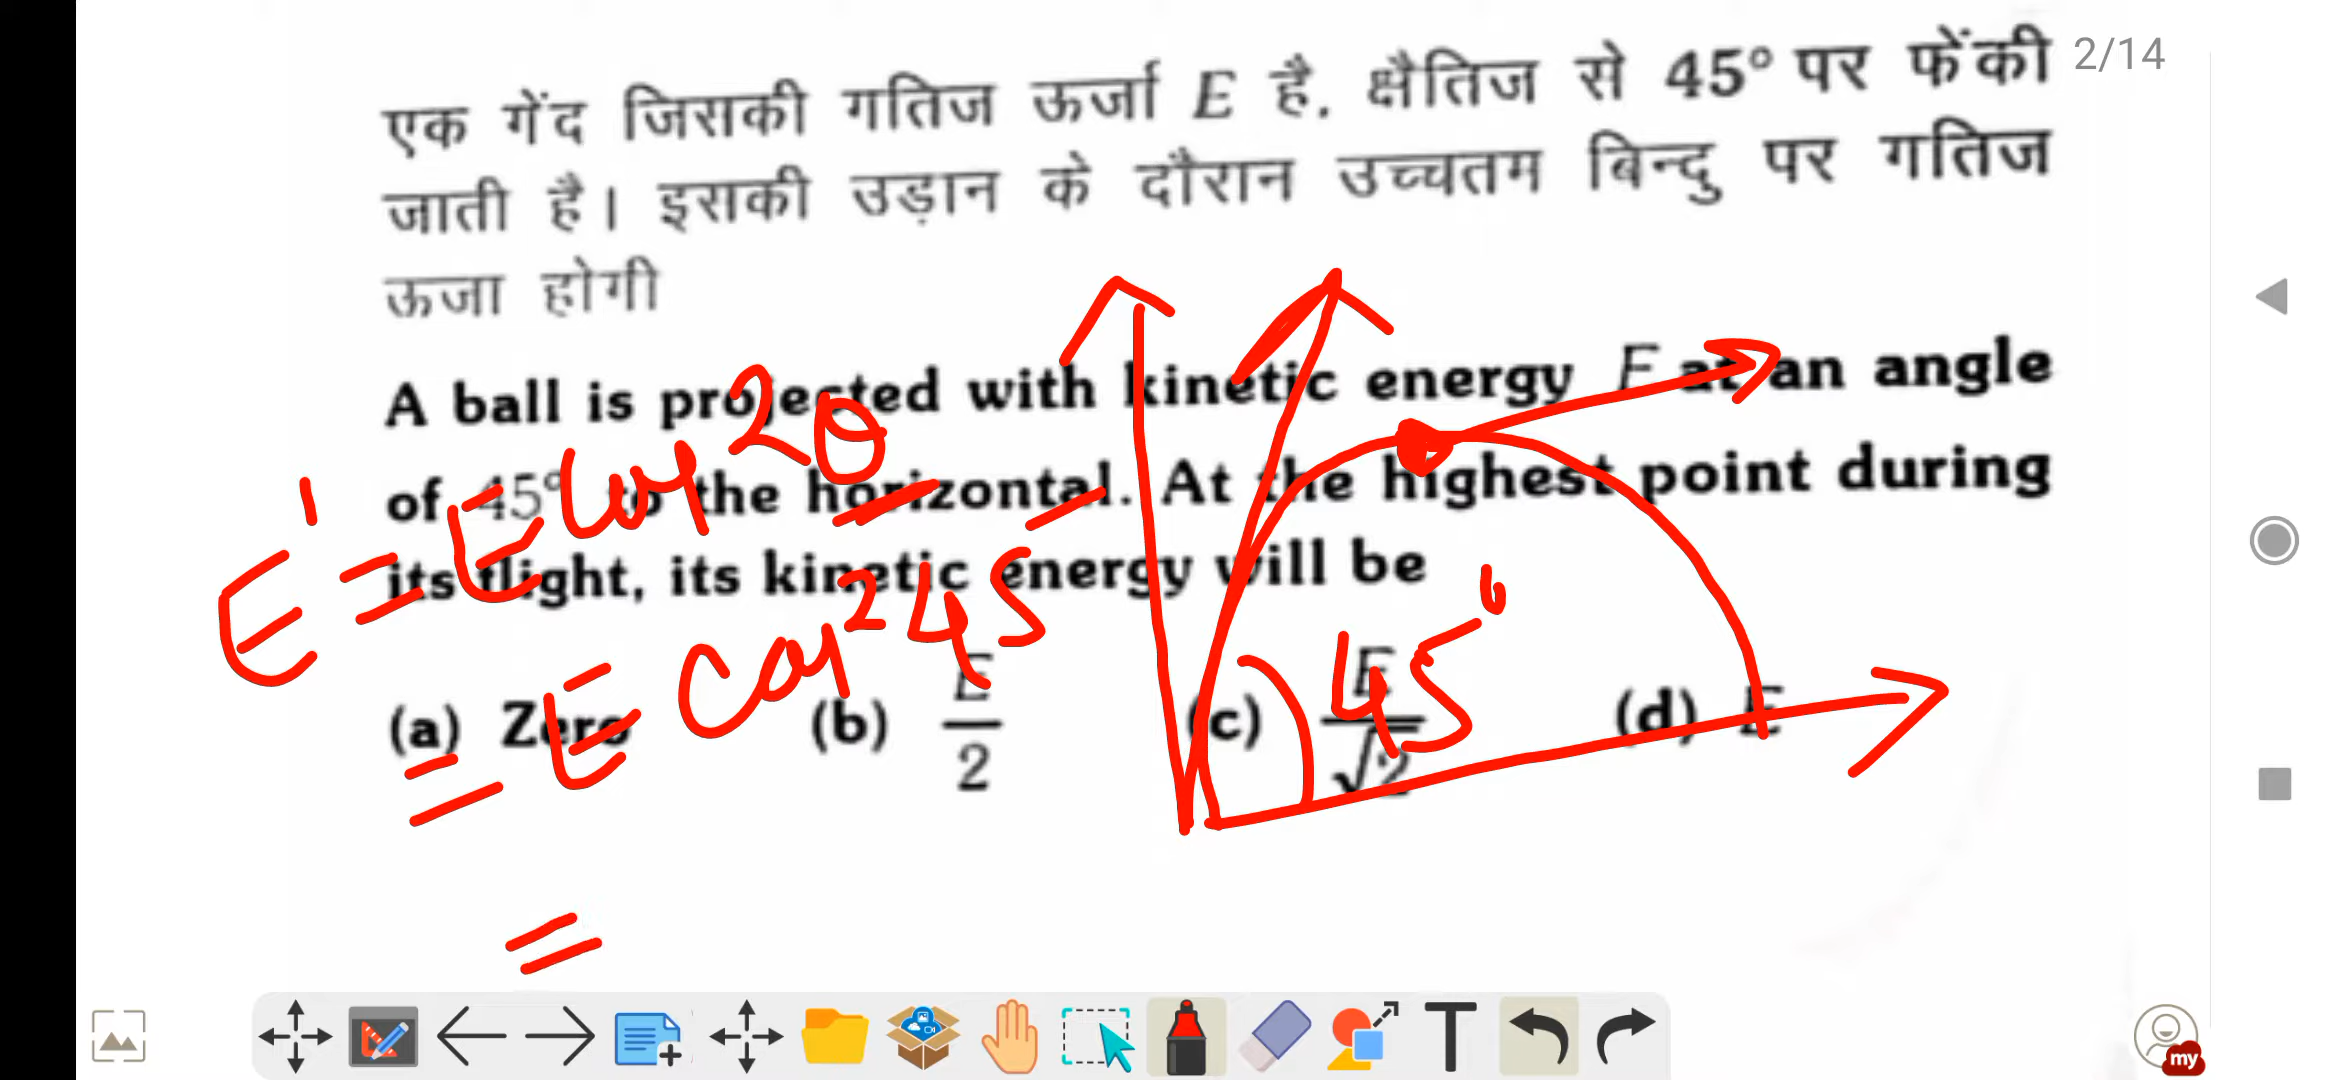 2/14
एक गेंद जिसकी गतिज ऊर्जा E है, क्षैतिज से 45° पर फेंकी
जाती है। इसकी उड़ान के दौरान उच्चतम बिन्दु पर गतिज
ऊजा होगी
A ball is projected with kinetic energy E at an angle
of 45° to the horizontal. At the highest point during
its flight, its kinetic energy will be
(a) Zero (b) E/2 (c) E/√2 (d) E
E' = E cos²θ
= E cos²45
45°
=
T
my